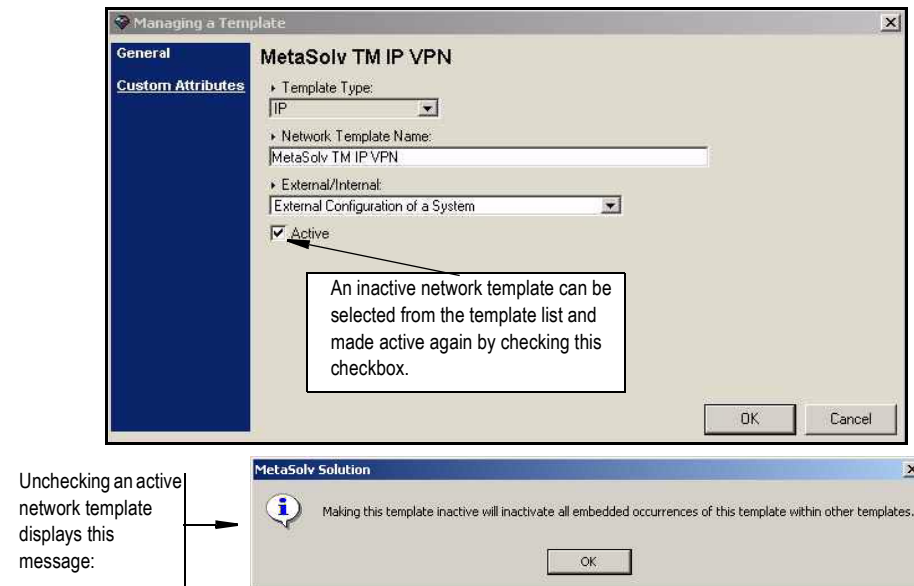 Managing a Template
General
Custom Attributes
MetaSolv TM IP VPN
Template Type:
IP
Network Template Name:
MetaSolv TM IP VPN
External/Internal:
External Configuration of a System
Active
An inactive network template can be
selected from the template list and
made active again by checking this
checkbox.
OK
Cancel
Unchecking an active
network template
displays this
message:
MetaSolv Solution
Making this template inactive will inactivate all embedded occurrences of this template within other templates.
OK